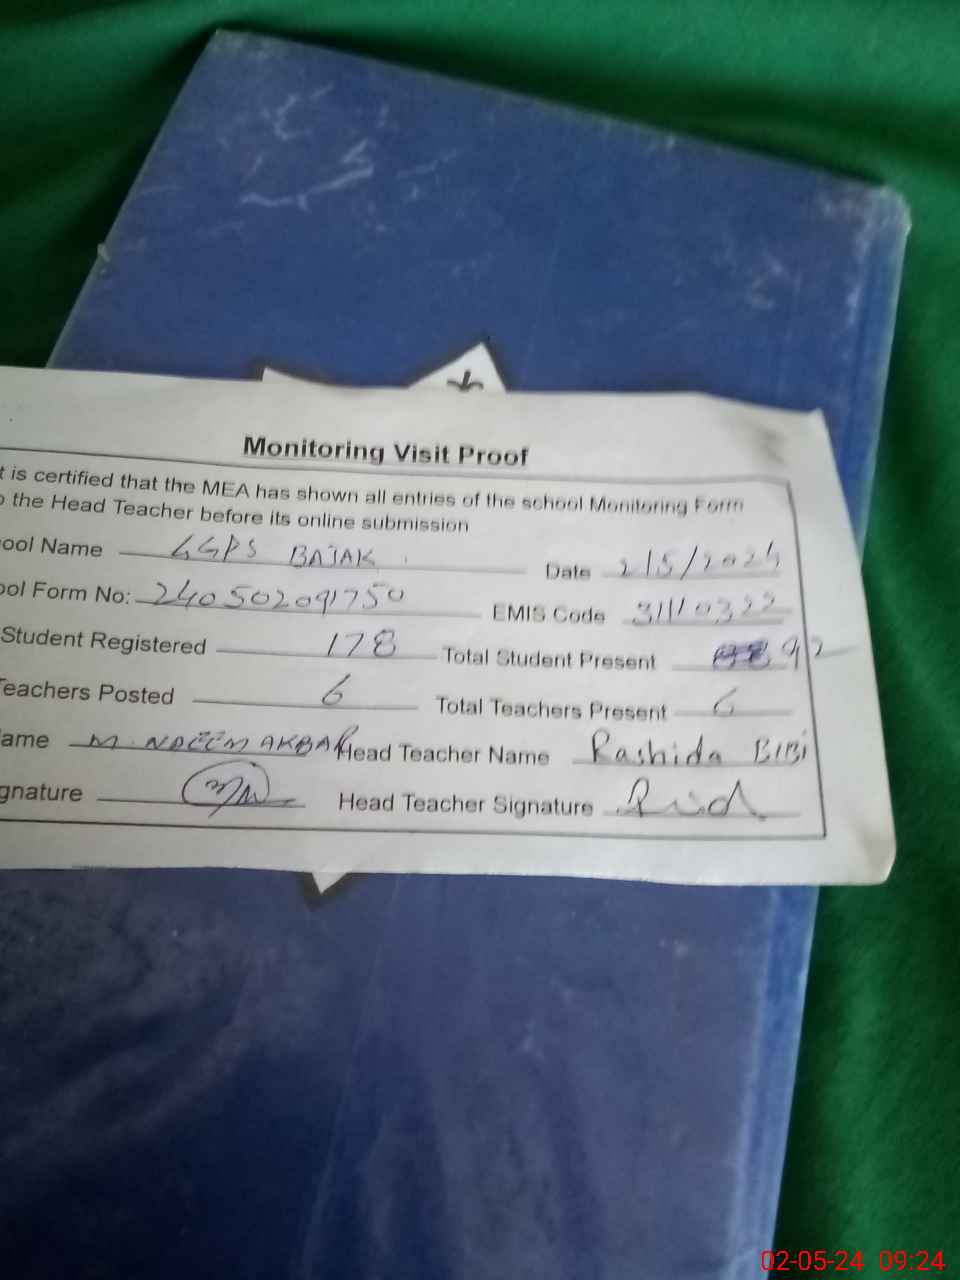 Monitoring Visit Proof
t is certified that the MEA has shown all entries of the school Monitoring Form
o the Head Teacher before its online submission
ool Name GGPS BAJAK Date 2/5/2024
ool Form No: 240502091750 EMIS Code 31110322
Student Registered 178 Total Student Present 92
Teachers Posted 6 Total Teachers Present 6
ame M. NAEEM AKBAR Head Teacher Name Rashida BIBi
gnature Head Teacher Signature
02-05-24 09:24